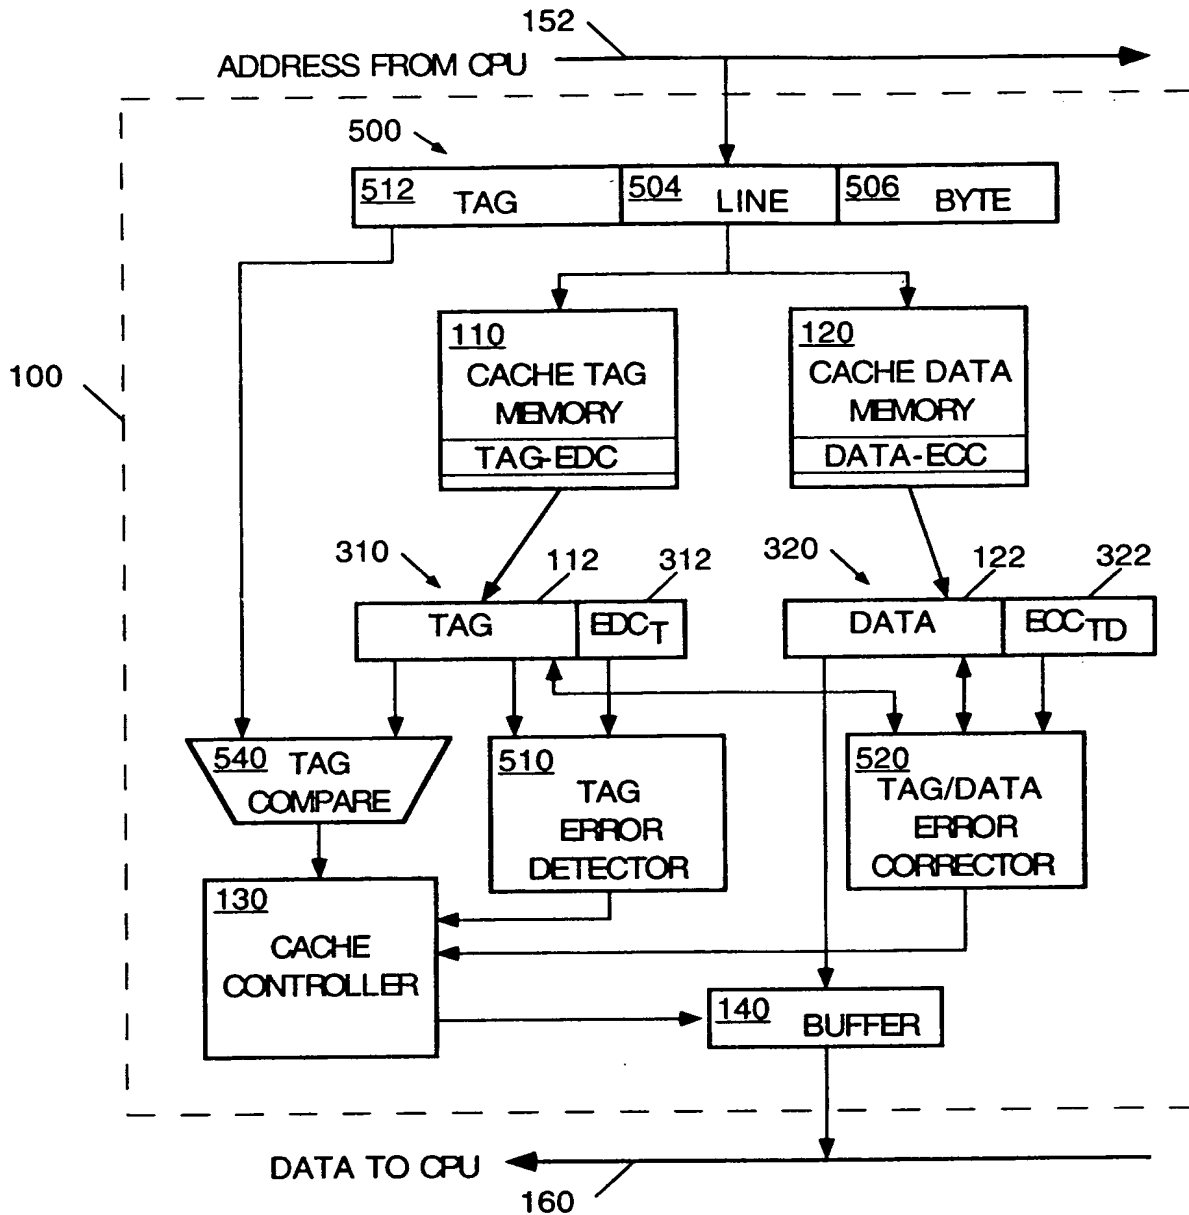 152
ADDRESS FROM CPU
500
512 TAG
504 LINE
506 BYTE
100
110
CACHE TAG
MEMORY
TAG-EDC
120
CACHE DATA
MEMORY
DATA-ECC
310
112
312
320
122
322
TAG
EDCT
DATA
ECCTD
540 TAG
COMPARE
510
TAG
ERROR
DETECTOR
520
TAG/DATA
ERROR
CORRECTOR
130
CACHE
CONTROLLER
140 BUFFER
DATA TO CPU
160